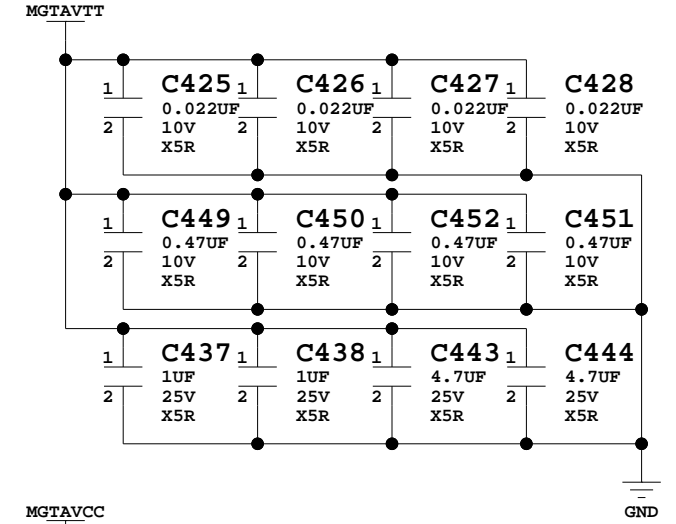 MGTAVTT
1 C425 1 C426 1 C427 1 C428
0.022UF 0.022UF 0.022UF 0.022UF
2 10V 2 10V 2 10V 2 10V
X5R X5R X5R X5R
1 C449 1 C450 1 C452 1 C451
0.47UF 0.47UF 0.47UF 0.47UF
2 10V 2 10V 2 10V 2 10V
X5R X5R X5R X5R
1 C437 1 C438 1 C443 1 C444
1UF 1UF 4.7UF 4.7UF
2 25V 2 25V 2 25V 2 25V
X5R X5R X5R X5R
MGTAVCC GND